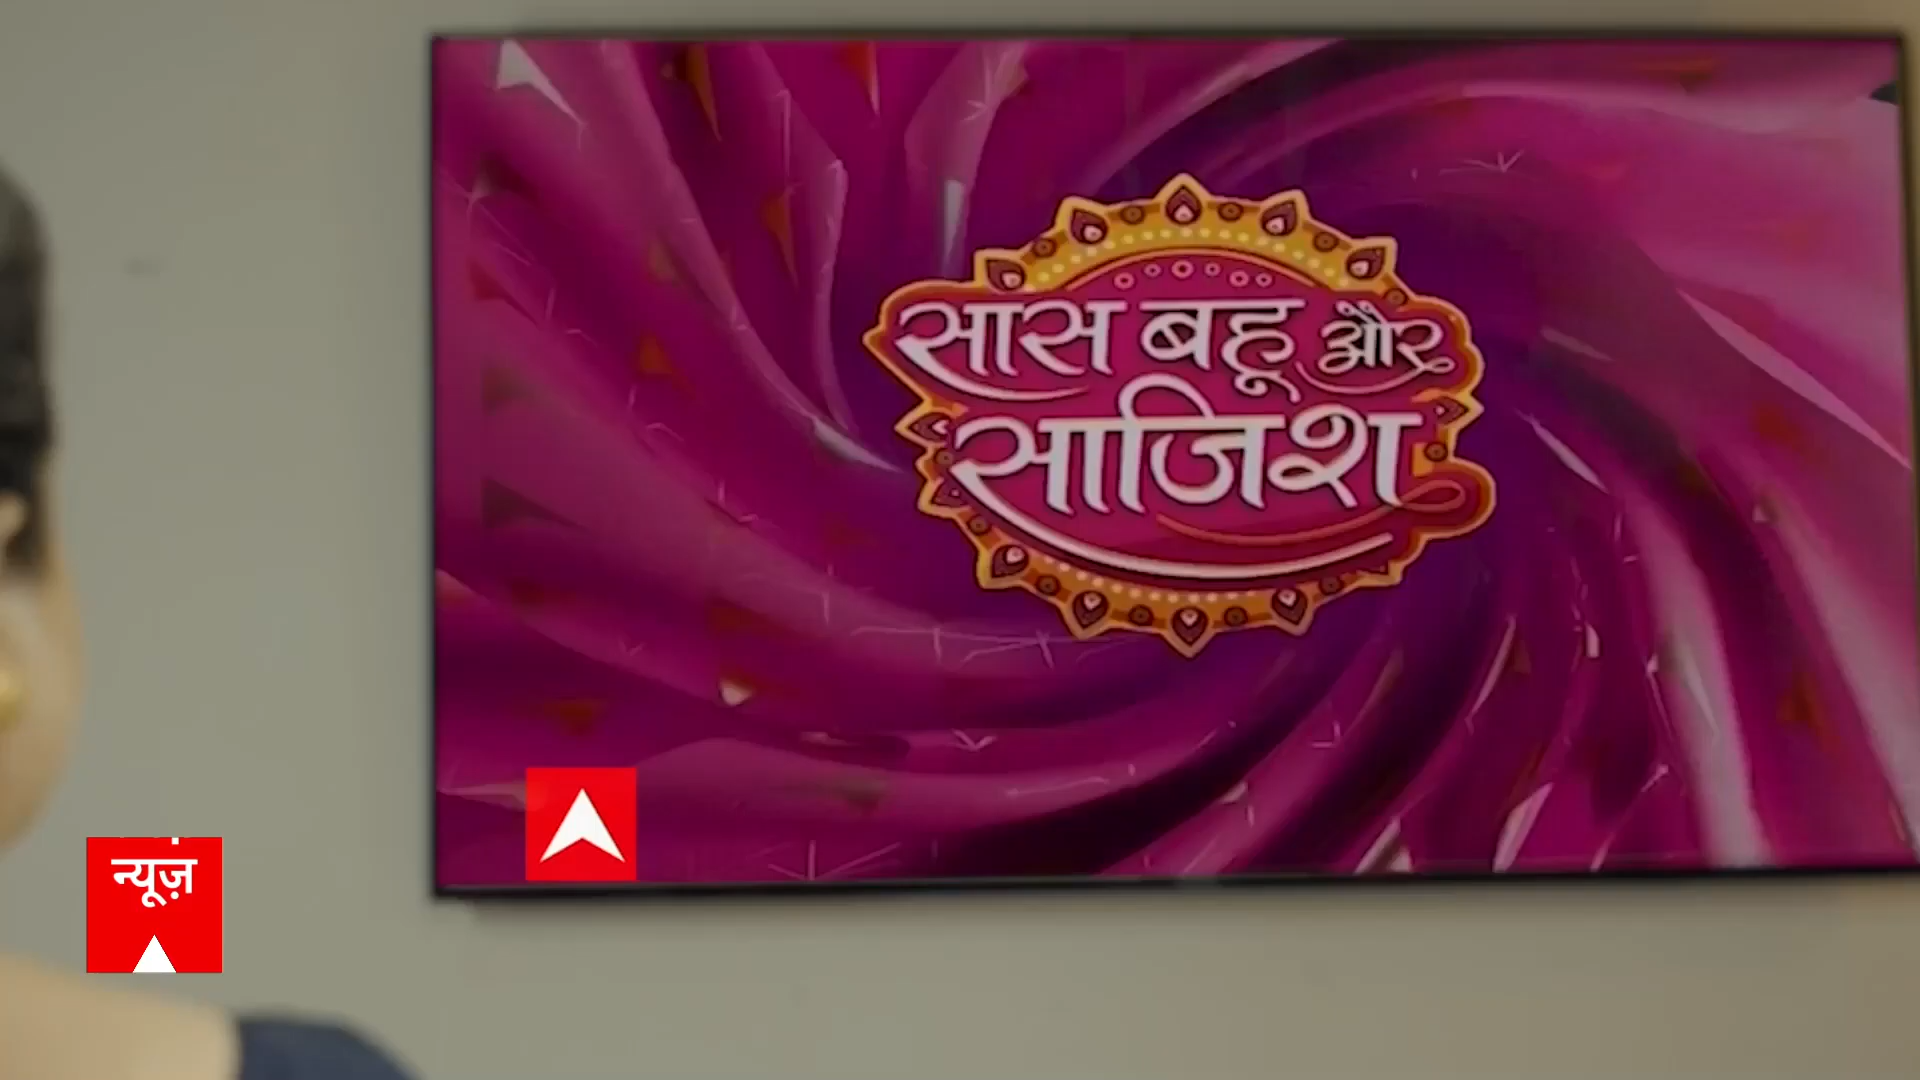 सास बहू और
साजिश
न्यूज़